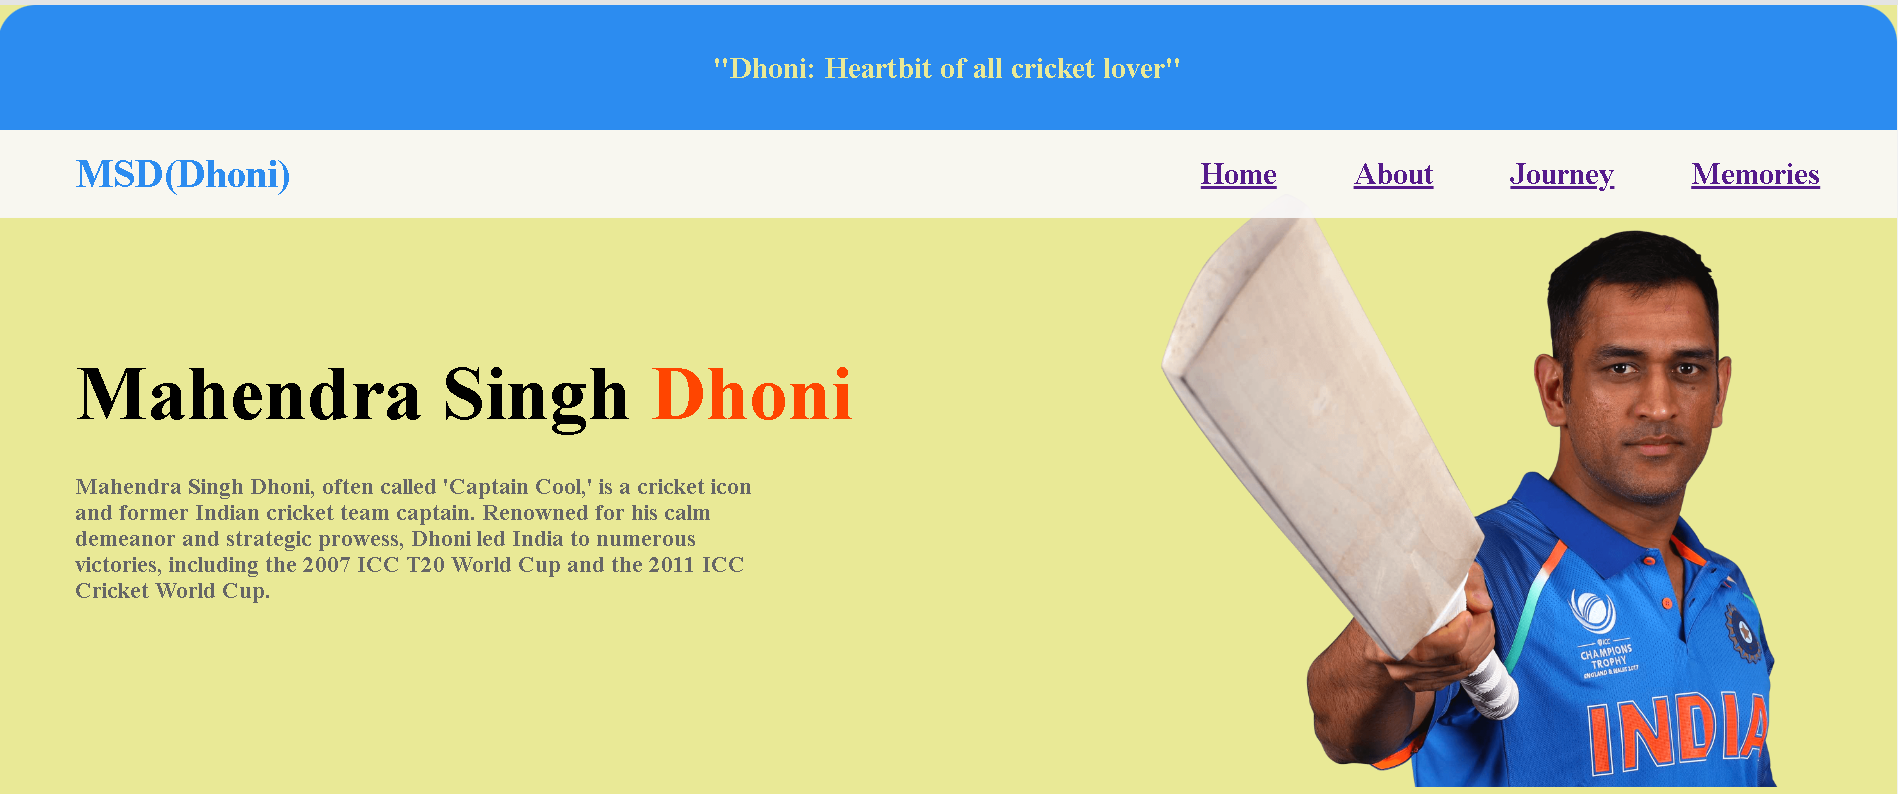 "Dhoni: Heartbit of all cricket lover"
MSD(Dhoni)
Home About Journey Memories
Mahendra Singh Dhoni
Mahendra Singh Dhoni, often called 'Captain Cool,' is a cricket icon
and former Indian cricket team captain. Renowned for his calm
demeanor and strategic prowess, Dhoni led India to numerous
victories, including the 2007 ICC T20 World Cup and the 2011 ICC
Cricket World Cup.
ICC
CHAMPIONS
TROPHY
ENGLAND & WALES 2017
INDIA